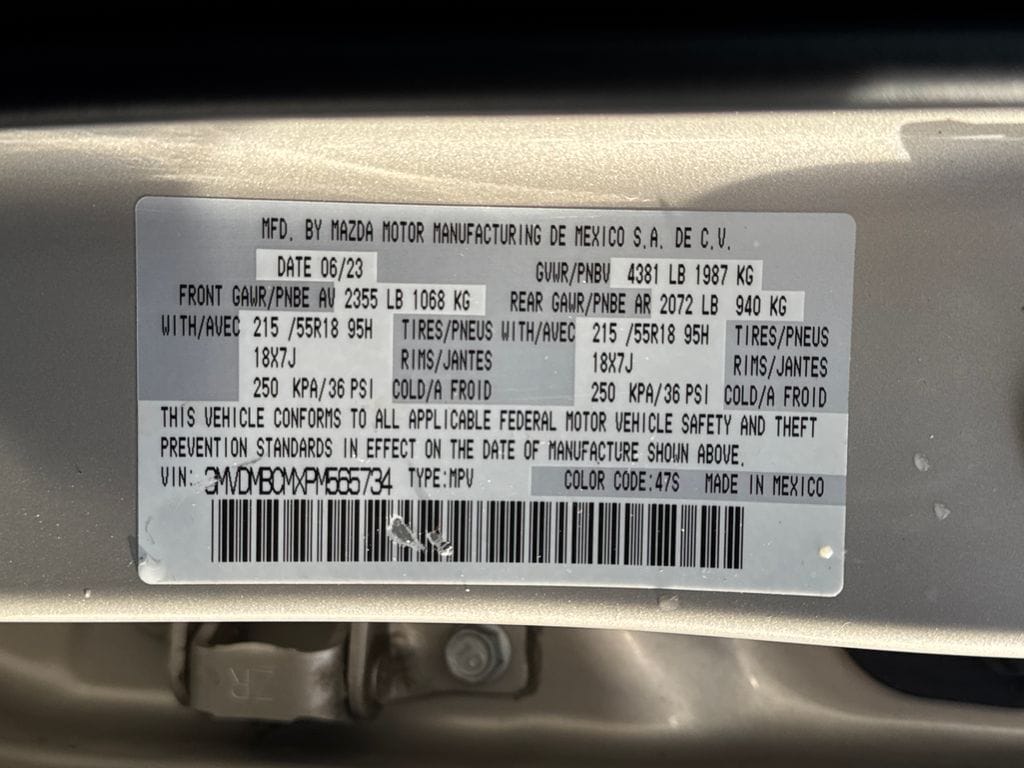 MFD. BY MAZDA MOTOR MANUFACTURING DE MEXICO S.A. DE C.V.
DATE 06/23 GVWR/PNBV 4381 LB 1987 KG
FRONT GAWR/PNBE AV 2355 LB 1068 KG REAR GAWR/PNBE AR 2072 LB 940 KG
WITH/AVEC 215 /55R18 95H TIRES/PNEUS WITH/AVEC 215 /55R18 95H TIRES/PNEUS
18X7J RIMS/JANTES 18X7J RIMS/JANTES
250 KPA/36 PSI COLD/A FROID 250 KPA/36 PSI COLD/A FROID
THIS VEHICLE CONFORMS TO ALL APPLICABLE FEDERAL MOTOR VEHICLE SAFETY AND THEFT
PREVENTION STANDARDS IN EFFECT ON THE DATE OF MANUFACTURE SHOWN ABOVE.
VIN: 3MVDMBCMXPM565734 TYPE:MPV COLOR CODE:47S MADE IN MEXICO
ZR